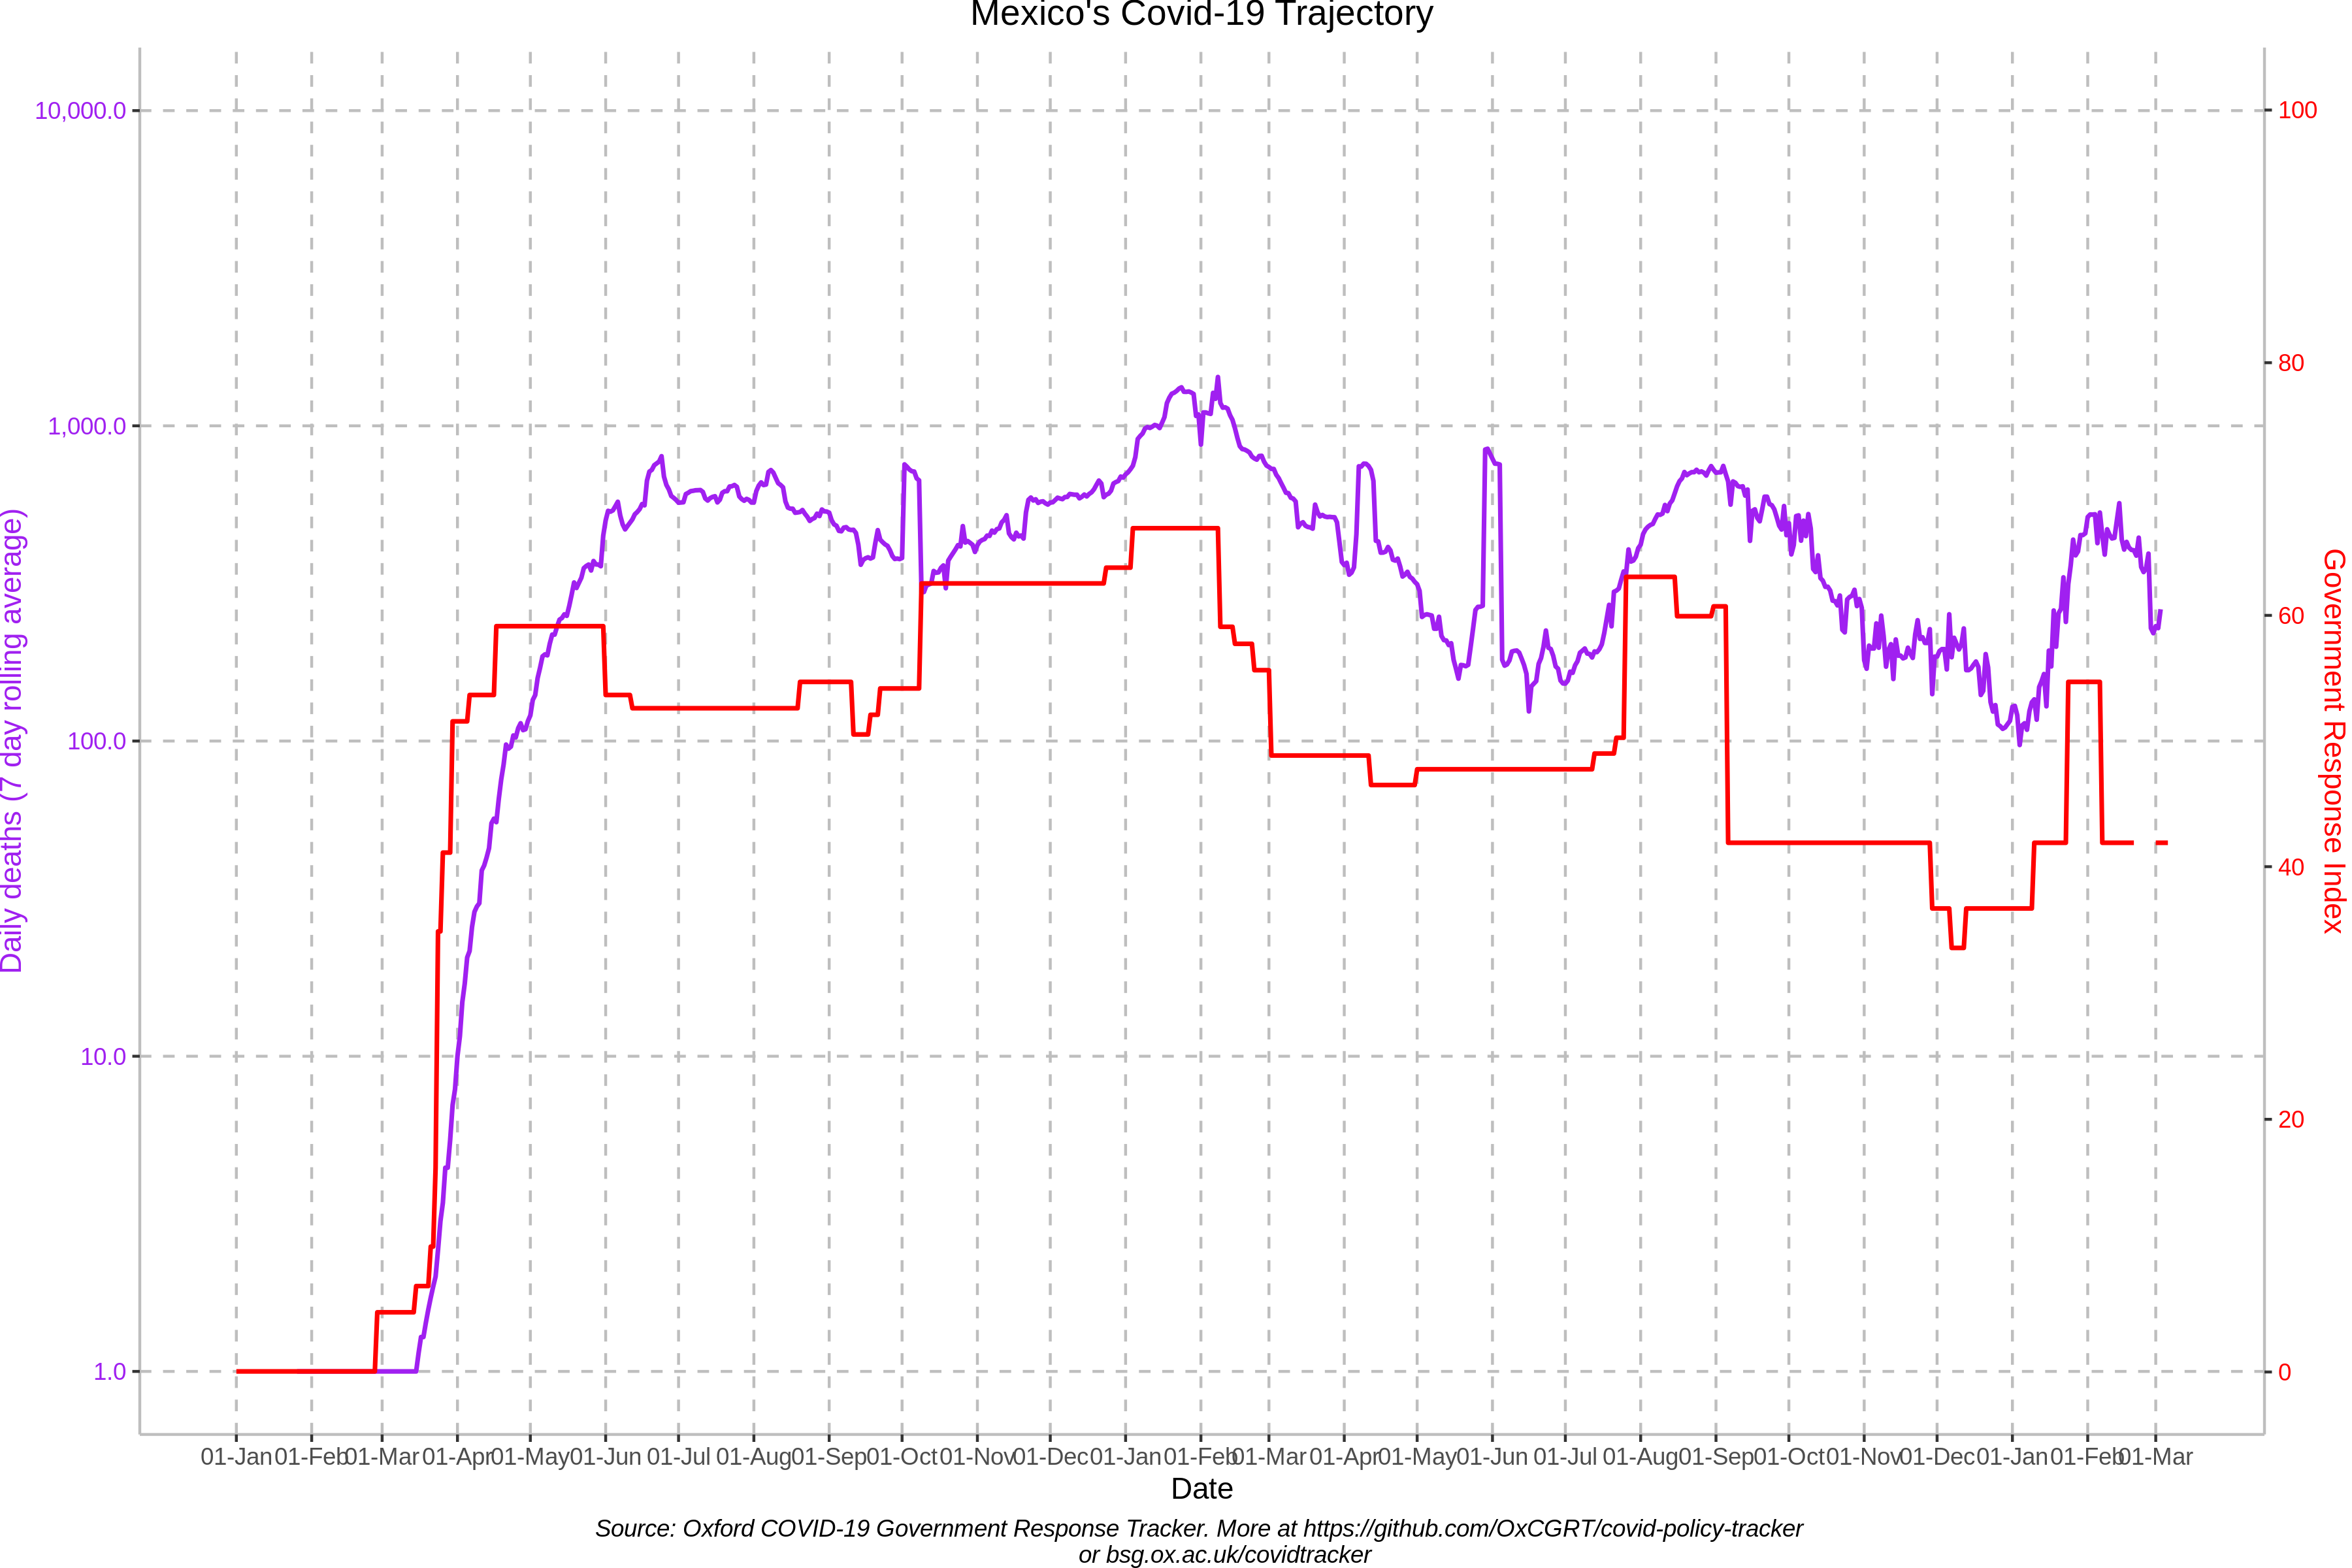 Mexico's Covid-19 Trajectory
10,000.0
1,000.0
100.0
10.0
1.0
Daily deaths (7 day rolling average)
100
80
60
40
20
0
Government Response Index
01-Jan 01-Feb 01-Mar 01-Apr 01-May 01-Jun 01-Jul 01-Aug 01-Sep 01-Oct 01-Nov 01-Dec 01-Jan 01-Feb 01-Mar 01-Apr 01-May 01-Jun 01-Jul 01-Aug 01-Sep 01-Oct 01-Nov 01-Dec 01-Jan 01-Feb 01-Mar
Date
Source: Oxford COVID-19 Government Response Tracker. More at https://github.com/OxCGRT/covid-policy-tracker
or bsg.ox.ac.uk/covidtracker